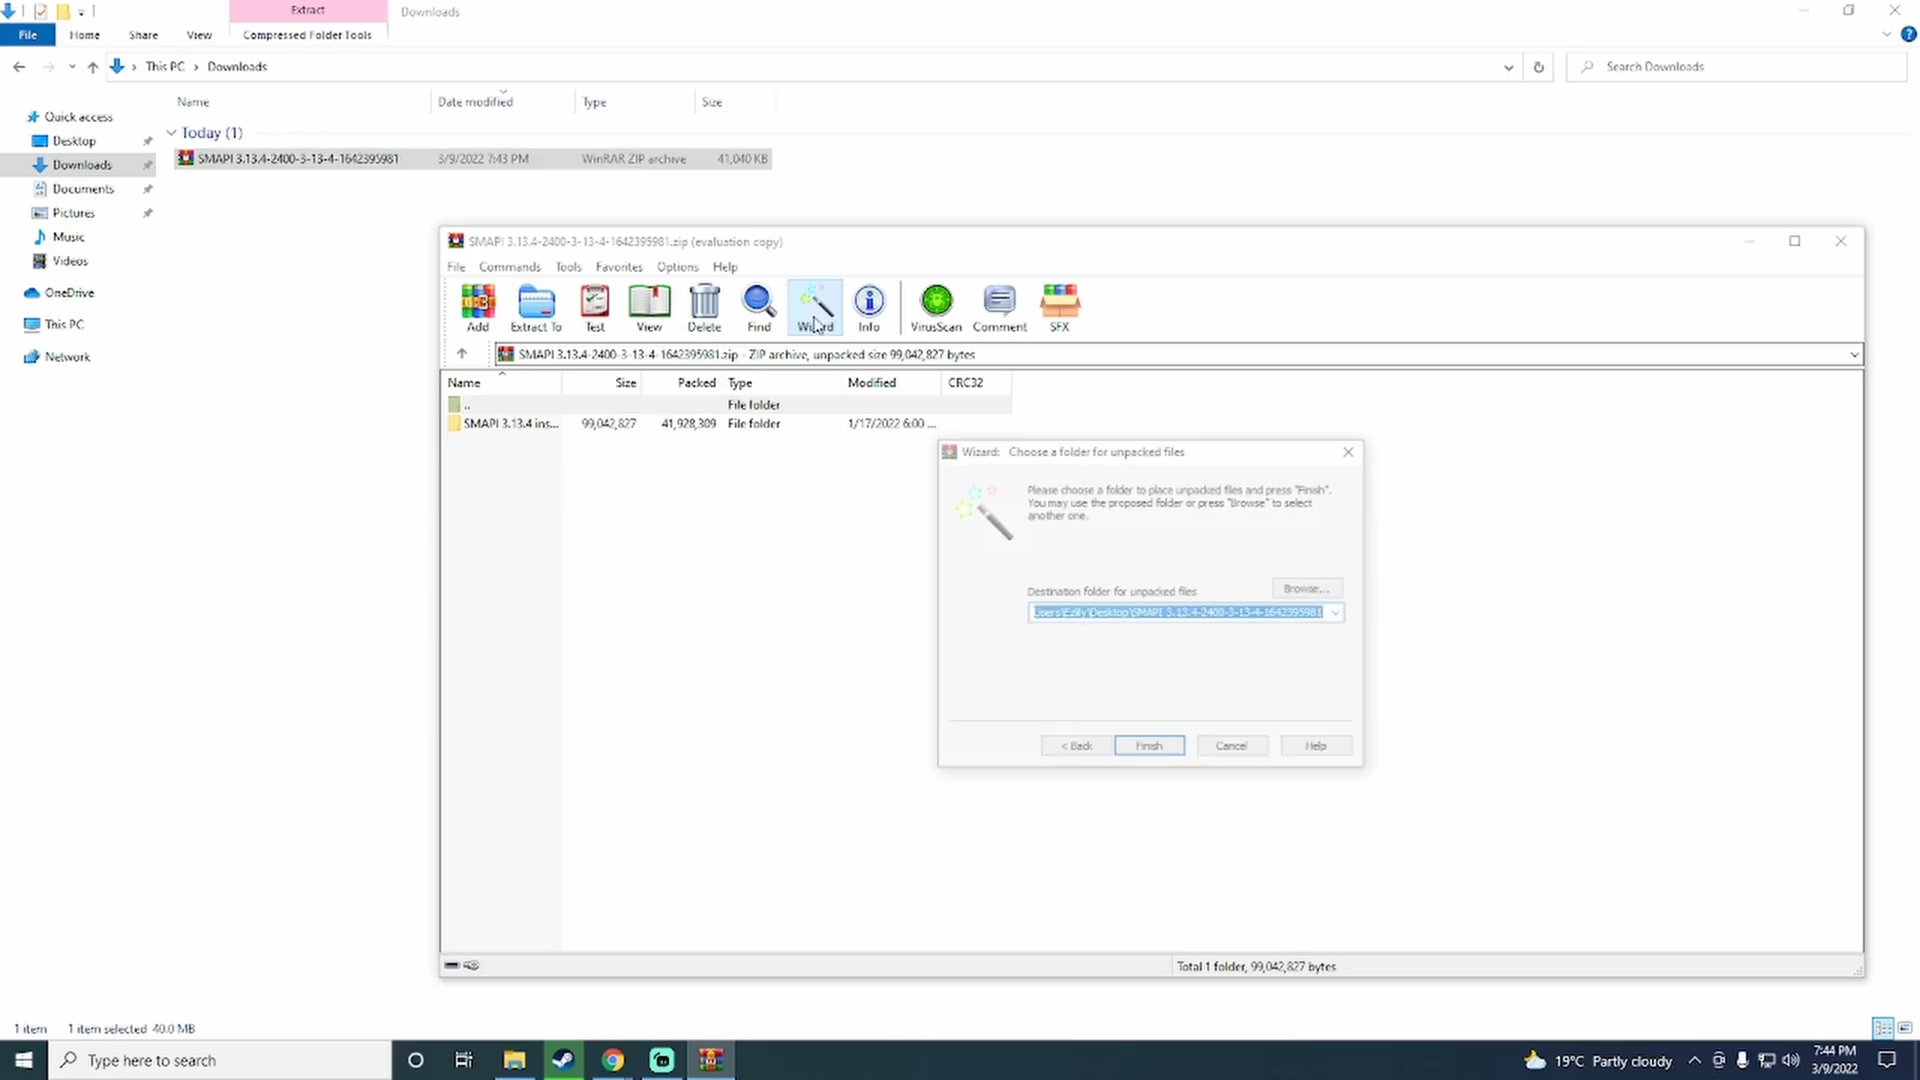 Extract
Downloads
File
Home
Share
View
Compressed Folder Tools
This PC
Downloads
Search Downloads
Name
Date modified
Type
Size
Quick access
Desktop
Downloads
Documents
Pictures
Music
Videos
OneDrive
This PC
Network
Today (1)
SMAPI 3.13.4-2400-3-13-4-1642395981
3/9/2022 7:43 PM
WinRAR ZIP archive
41,040 KB
SMAPI 3.13.4-2400-3-13-4-1642395981.zip (evaluation copy)
File
Commands
Tools
Favorites
Options
Help
Add
Extract To
Test
View
Delete
Find
Wizard
Info
VirusScan
Comment
SFX
SMAPI 3.13.4-2400-3-13-4-1642395981.zip - ZIP archive, unpacked size 99,042,827 bytes
Name
Size
Packed
Type
Modified
CRC32
..
File folder
SMAPI 3.13.4 ins...
99,042,827
41,928,309
File folder
1/17/2022 6:00 ...
Wizard: Choose a folder for unpacked files
Please choose a folder to place unpacked files and press "Finish".
You may use the proposed folder or press "Browse" to select
another one.
Destination folder for unpacked files
Browse...
\Desktop\SMAPI 3.13.4-2400-3-13-4-1642395981
< Back
Finish
Cancel
Help
Total 1 folder, 99,042,827 bytes
1 item
1 item selected 40.0 MB
Type here to search
19°C Partly cloudy
7:44 PM
3/9/2022